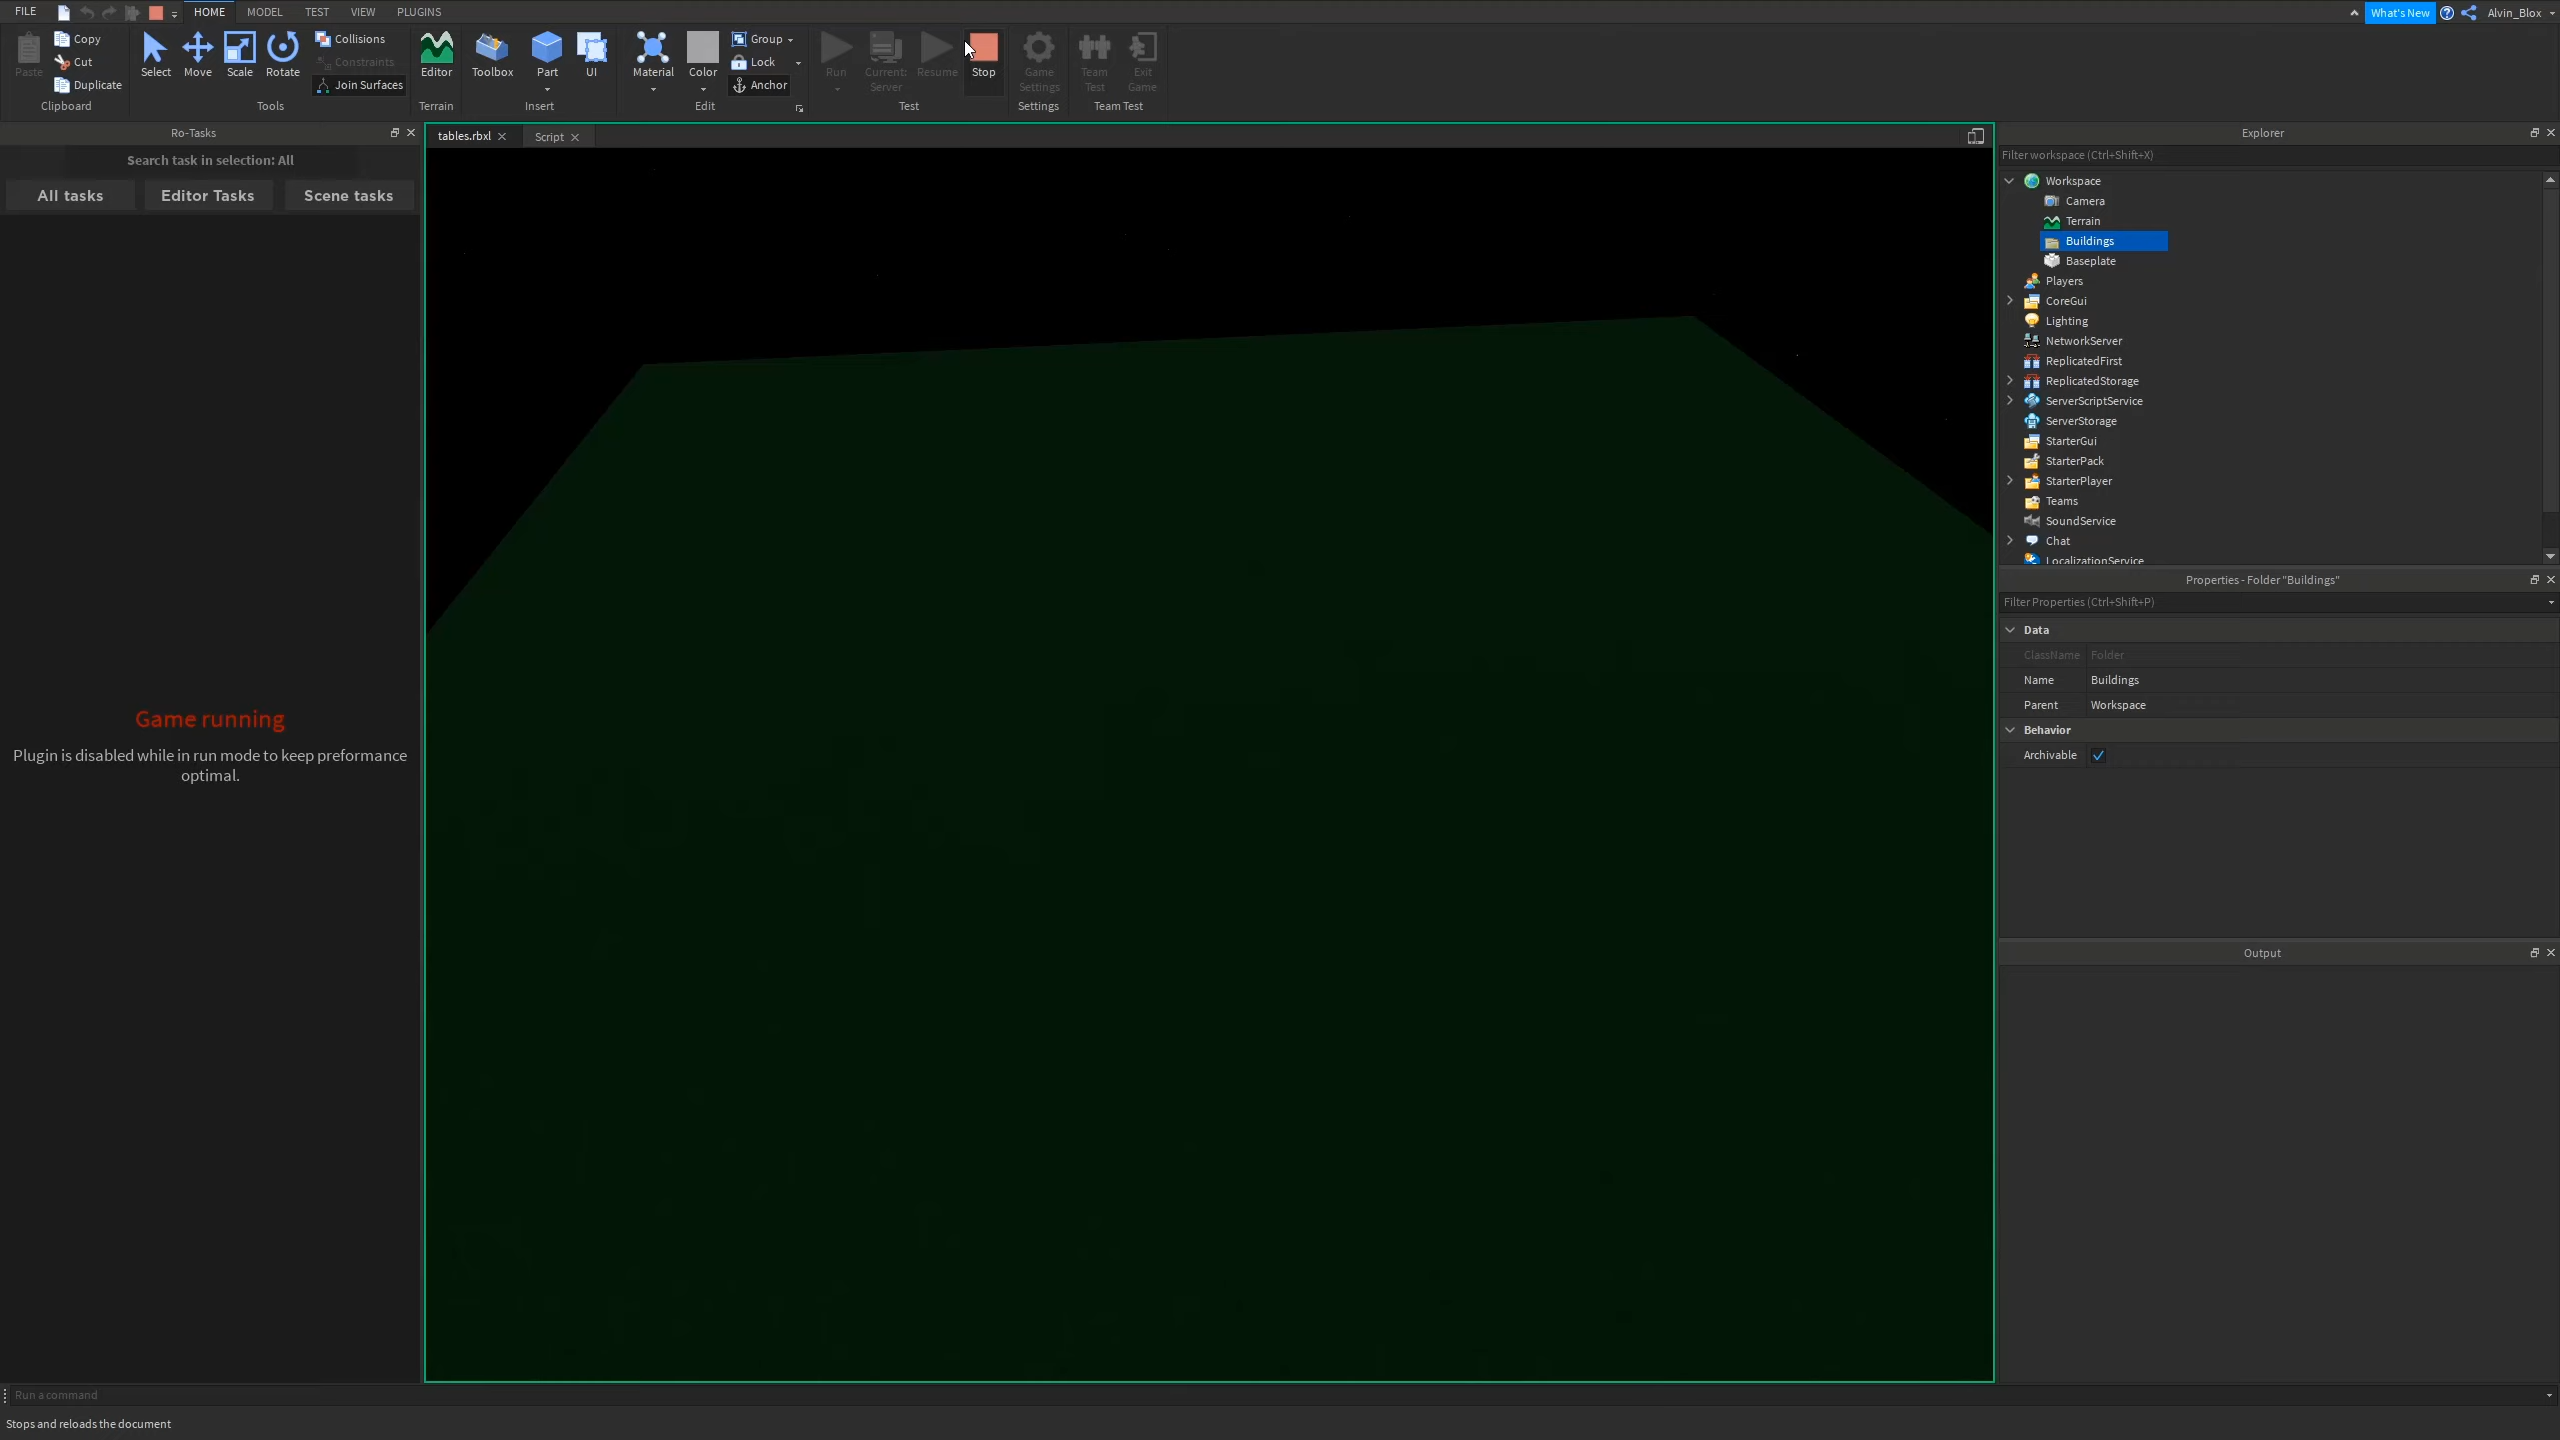 FILE
HOME
MODEL
TEST
VIEW
PLUGINS
What's New
Alvin_Blox
Paste
Copy
Cut
Duplicate
Clipboard
Select
Move
Scale
Rotate
Collisions
Constraints
Join Surfaces
Tools
Editor
Terrain
Toolbox
Part
UI
Insert
Material
Color
Group
Lock
Anchor
Edit
Run
Current:
Server
Resume
Stop
Test
Game
Settings
Settings
Team
Test
Exit
Game
Team Test
Ro-Tasks
Search task in selection: All
All tasks
Editor Tasks
Scene tasks
Game running
Plugin is disabled while in run mode to keep preformance
optimal.
tables.rbxl
Script
Explorer
Filter workspace (Ctrl+Shift+X)
Workspace
Camera
Terrain
Buildings
Baseplate
Players
CoreGui
Lighting
NetworkServer
ReplicatedFirst
ReplicatedStorage
ServerScriptService
ServerStorage
StarterGui
StarterPack
StarterPlayer
Teams
SoundService
Chat
LocalizationService
Properties - Folder "Buildings"
Filter Properties (Ctrl+Shift+P)
Data
ClassName Folder
Name Buildings
Parent Workspace
Behavior
Archivable
Output
Run a command
Stops and reloads the document